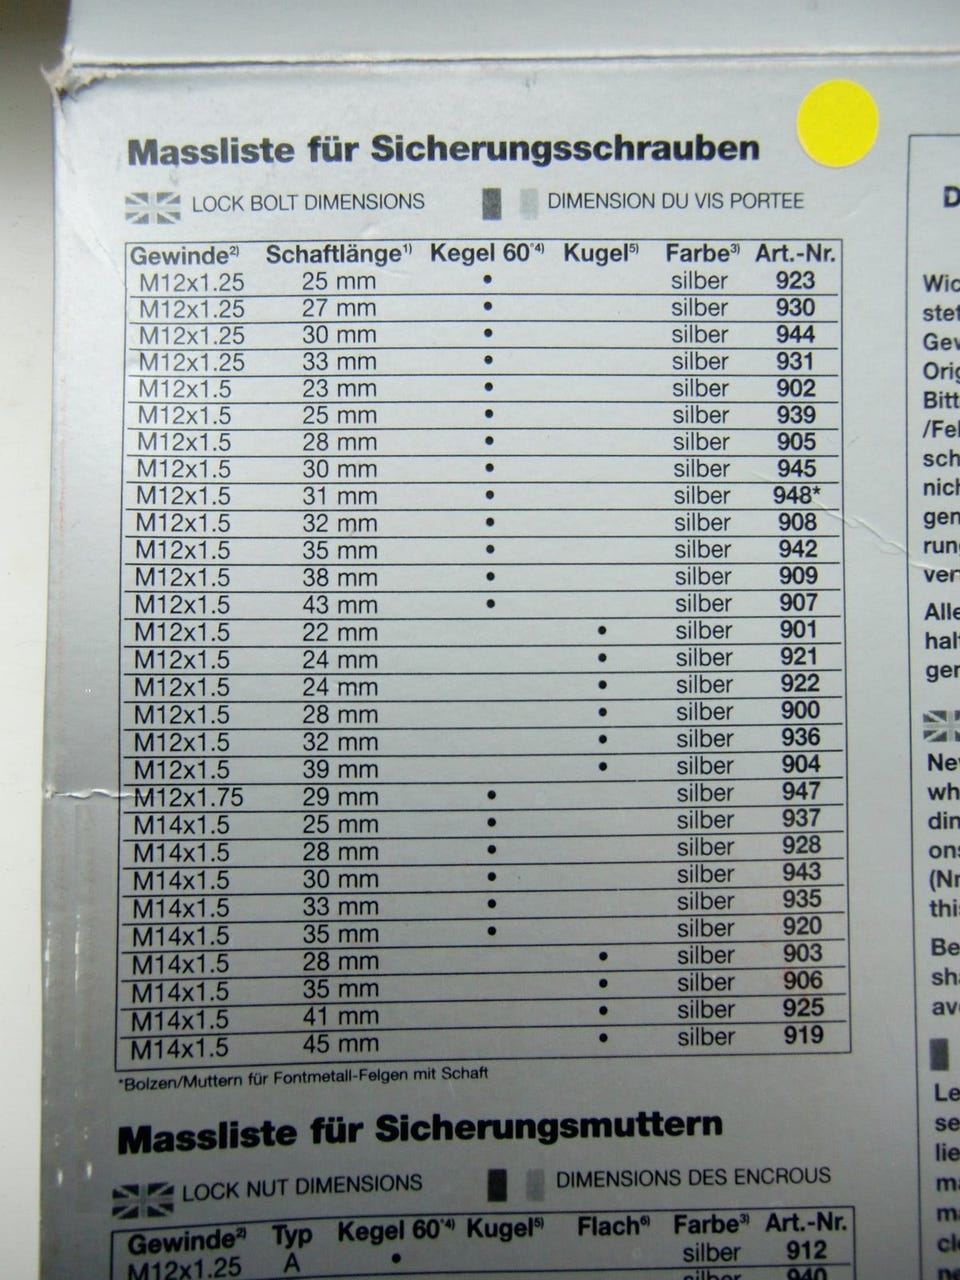 Massliste für Sicherungsschrauben
LOCK BOLT DIMENSIONS DIMENSION DU VIS PORTEE
Gewinde2) Schaftlänge1) Kegel 60°4) Kugel5) Farbe3) Art.-Nr.
M12x1.25 25 mm • silber 923
M12x1.25 27 mm • silber 930
M12x1.25 30 mm • silber 944
M12x1.25 33 mm • silber 931
M12x1.5 23 mm • silber 902
M12x1.5 25 mm • silber 939
M12x1.5 28 mm • silber 905
M12x1.5 30 mm • silber 945
M12x1.5 31 mm • silber 948*
M12x1.5 32 mm • silber 908
M12x1.5 35 mm • silber 942
M12x1.5 38 mm • silber 909
M12x1.5 43 mm • silber 907
M12x1.5 22 mm • silber 901
M12x1.5 24 mm • silber 921
M12x1.5 24 mm • silber 922
M12x1.5 28 mm • silber 900
M12x1.5 32 mm • silber 936
M12x1.5 39 mm • silber 904
M12x1.75 29 mm • silber 947
M14x1.5 25 mm • silber 937
M14x1.5 28 mm • silber 928
M14x1.5 30 mm • silber 943
M14x1.5 33 mm • silber 935
M14x1.5 35 mm • silber 920
M14x1.5 28 mm • silber 903
M14x1.5 35 mm • silber 906
M14x1.5 41 mm • silber 925
M14x1.5 45 mm • silber 919
*Bolzen/Muttern für Fontmetall-Felgen mit Schaft
Massliste für Sicherungsmuttern
LOCK NUT DIMENSIONS DIMENSIONS DES ENCROUS
Gewinde2) Typ Kegel 60°4) Kugel5) Flach6) Farbe3) Art.-Nr.
M12x1.25 A • silber 912
silber 940